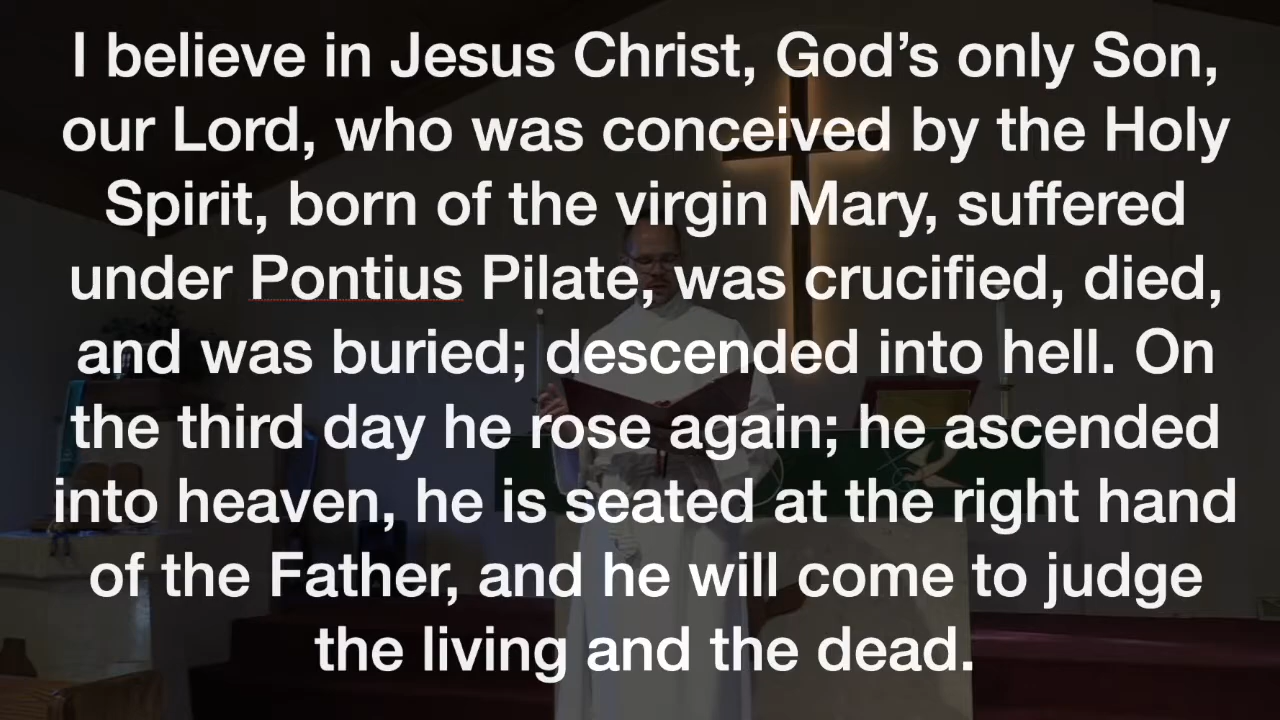 I believe in Jesus Christ, God’s only Son,
our Lord, who was conceived by the Holy
Spirit, born of the virgin Mary, suffered
under Pontius Pilate, was crucified, died,
and was buried; descended into hell. On
the third day he rose again; he ascended
into heaven, he is seated at the right hand
of the Father, and he will come to judge
the living and the dead.